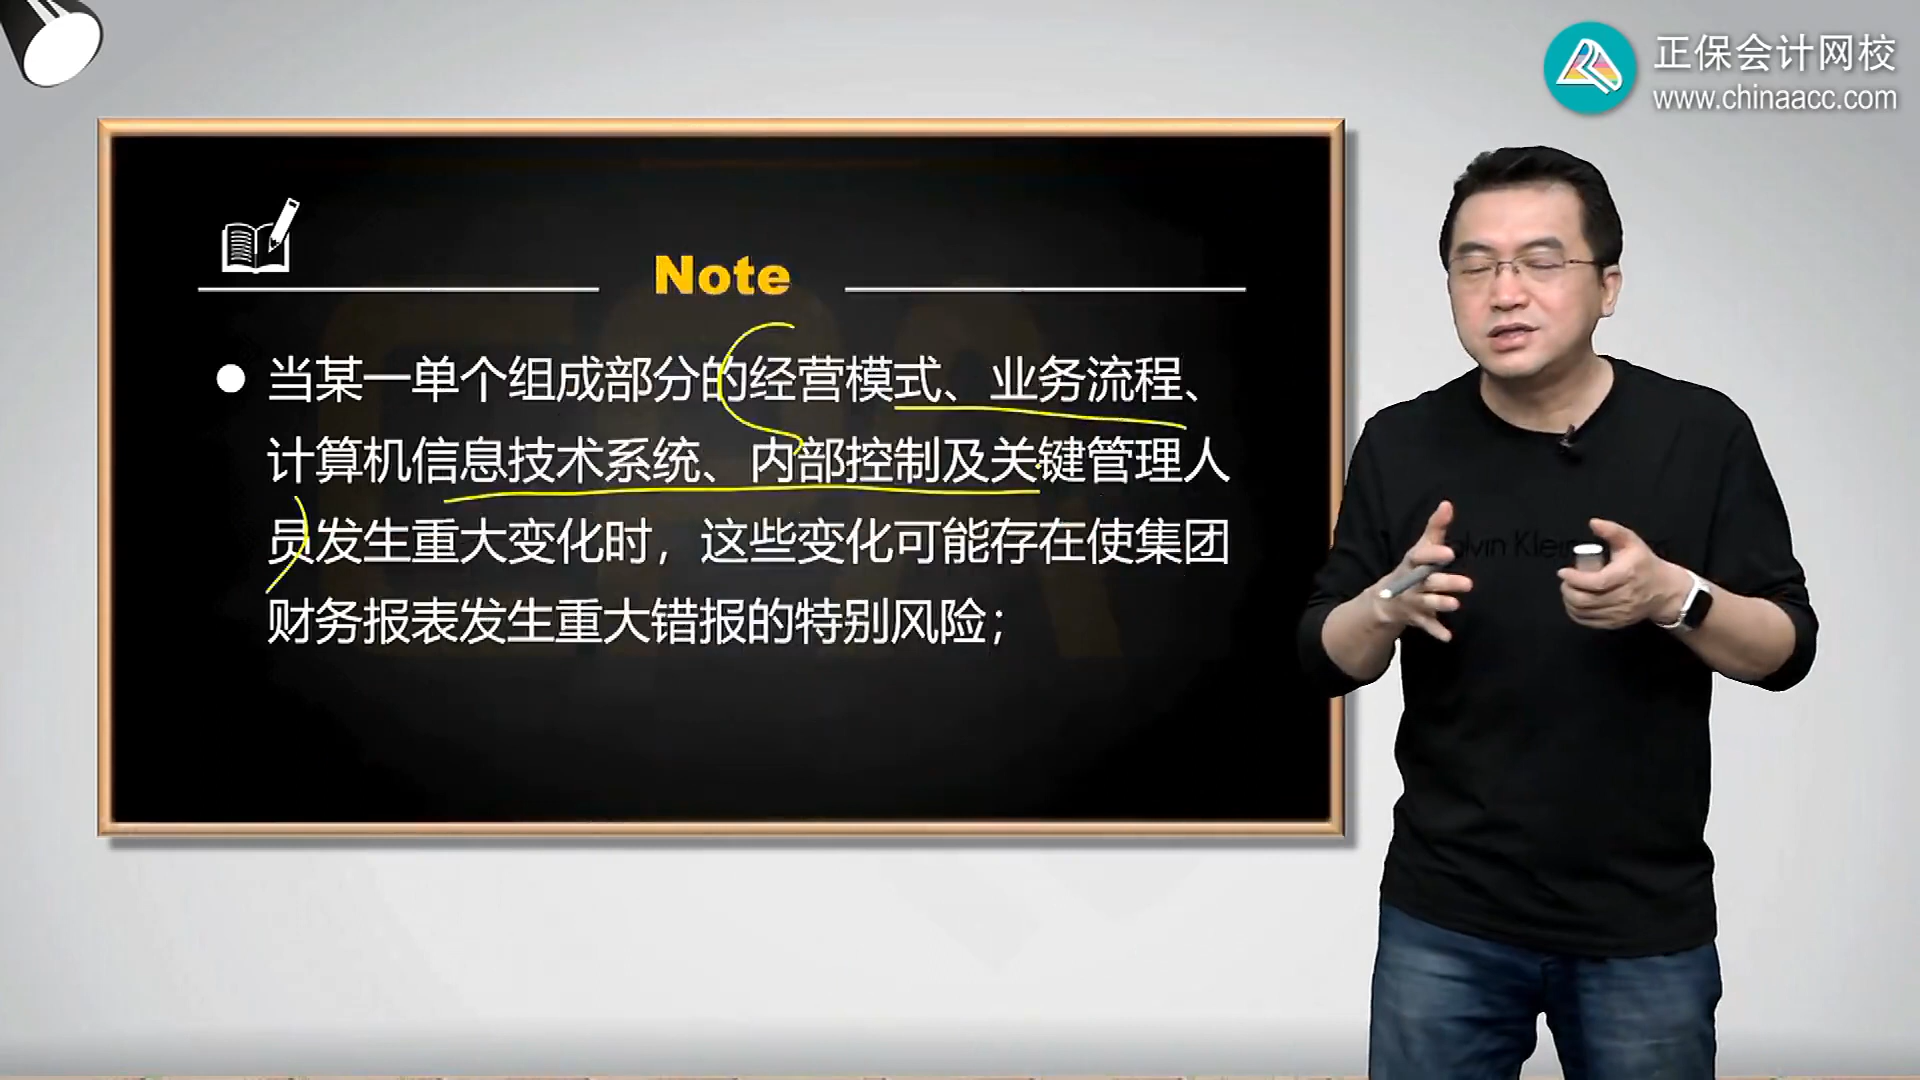 正保会计网校
www.chinaacc.com
Note
当某一单个组成部分的经营模式、业务流程、
计算机信息技术系统、内部控制及关键管理人
员发生重大变化时，这些变化可能存在使集团
财务报表发生重大错报的特别风险；